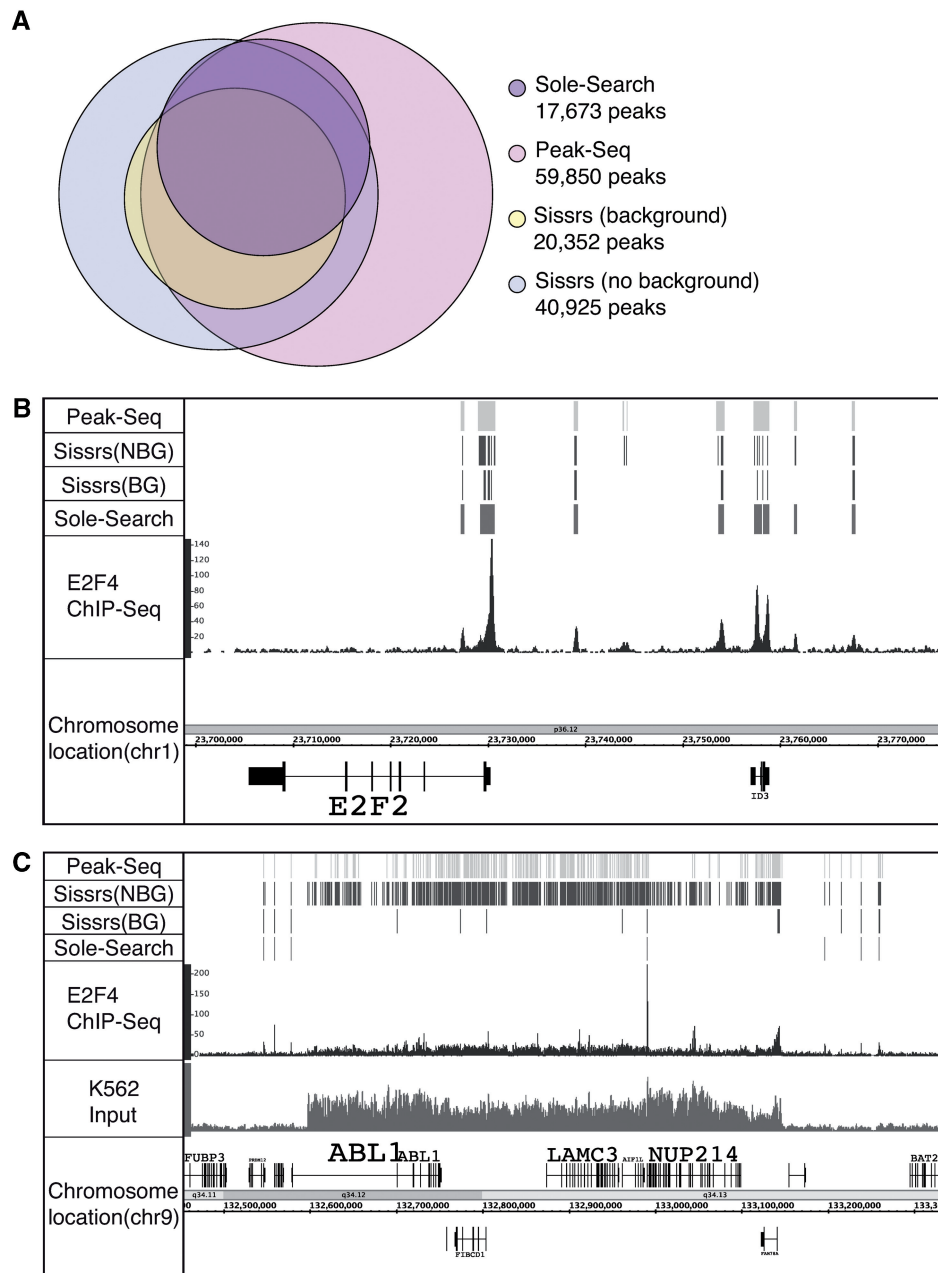 A
Sole-Search
17,673 peaks
Peak-Seq
59,850 peaks
Sissrs (background)
20,352 peaks
Sissrs (no background)
40,925 peaks
B
Peak-Seq
Sissrs(NBG)
Sissrs(BG)
Sole-Search
E2F4
ChIP-Seq
140
120
100
80
60
40
20
Chromosome
location(chr1)
p36.12
23,700,000 23,710,000 23,720,000 23,730,000 23,740,000 23,750,000 23,760,000 23,770,000
E2F2
ID3
C
Peak-Seq
Sissrs(NBG)
Sissrs(BG)
Sole-Search
E2F4
ChIP-Seq
200
150
100
50
0
K562
Input
FUBP3 PRDM12 ABL1 ABL1 LAMC3 AIF1L NUP214 BAT2
Chromosome
location(chr9)
q34.11 q34.12 q34.13
132,500,000 132,600,000 132,700,000 132,800,000 132,900,000 133,000,000 133,100,000 133,200,000 133,3
FIBCD1 FAM78A